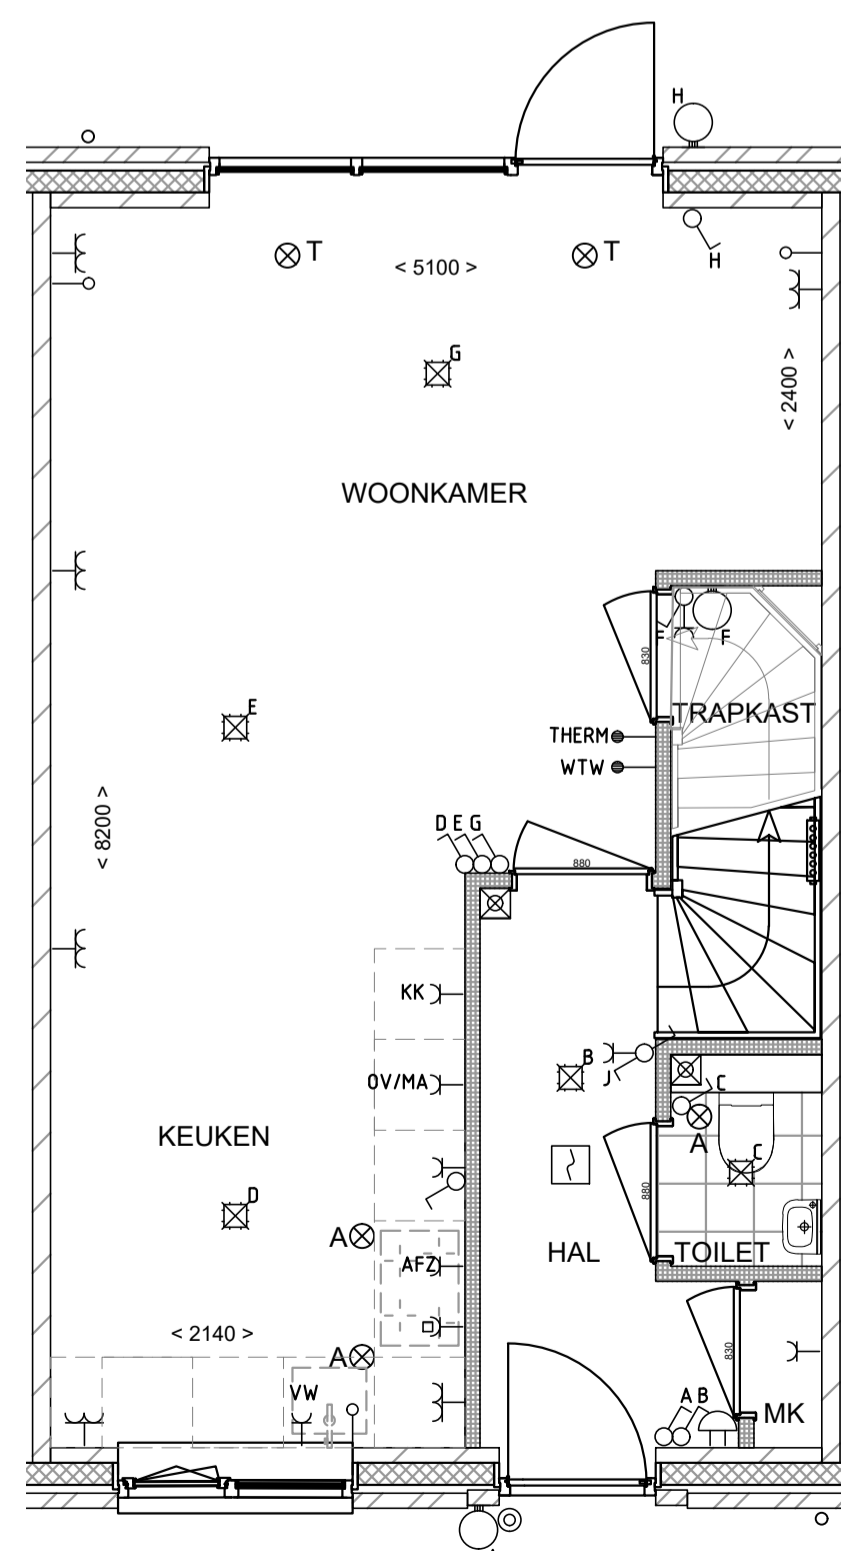 H
T
T
H
< 5100 >
G
< 2400 >
WOONKAMER
F
F
830
TRAPKAST
E
THERM
WTW
< 8200 >
D E G
880
KK
B
J
OV/MA
C
A
KEUKEN
C
880
D
A
HAL
TOILET
AFZ
< 2140 >
A
830
VW
A B
MK